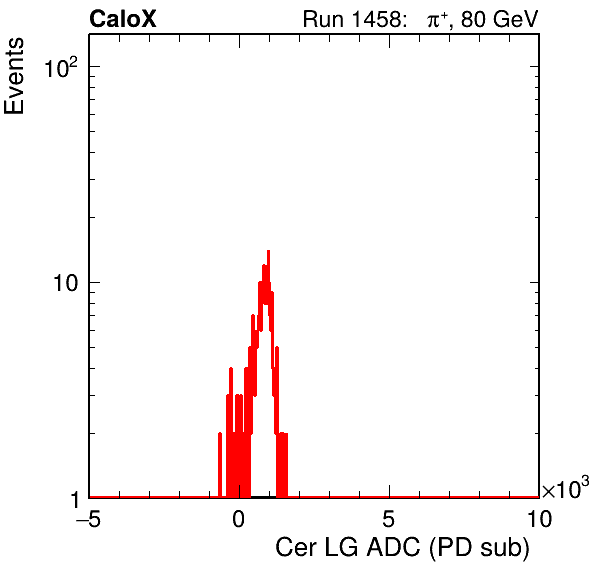 CaloX Run 1458: π⁺, 80 GeV
Events
10²
10
1
−5 0 5 10
×10³
Cer LG ADC (PD sub)